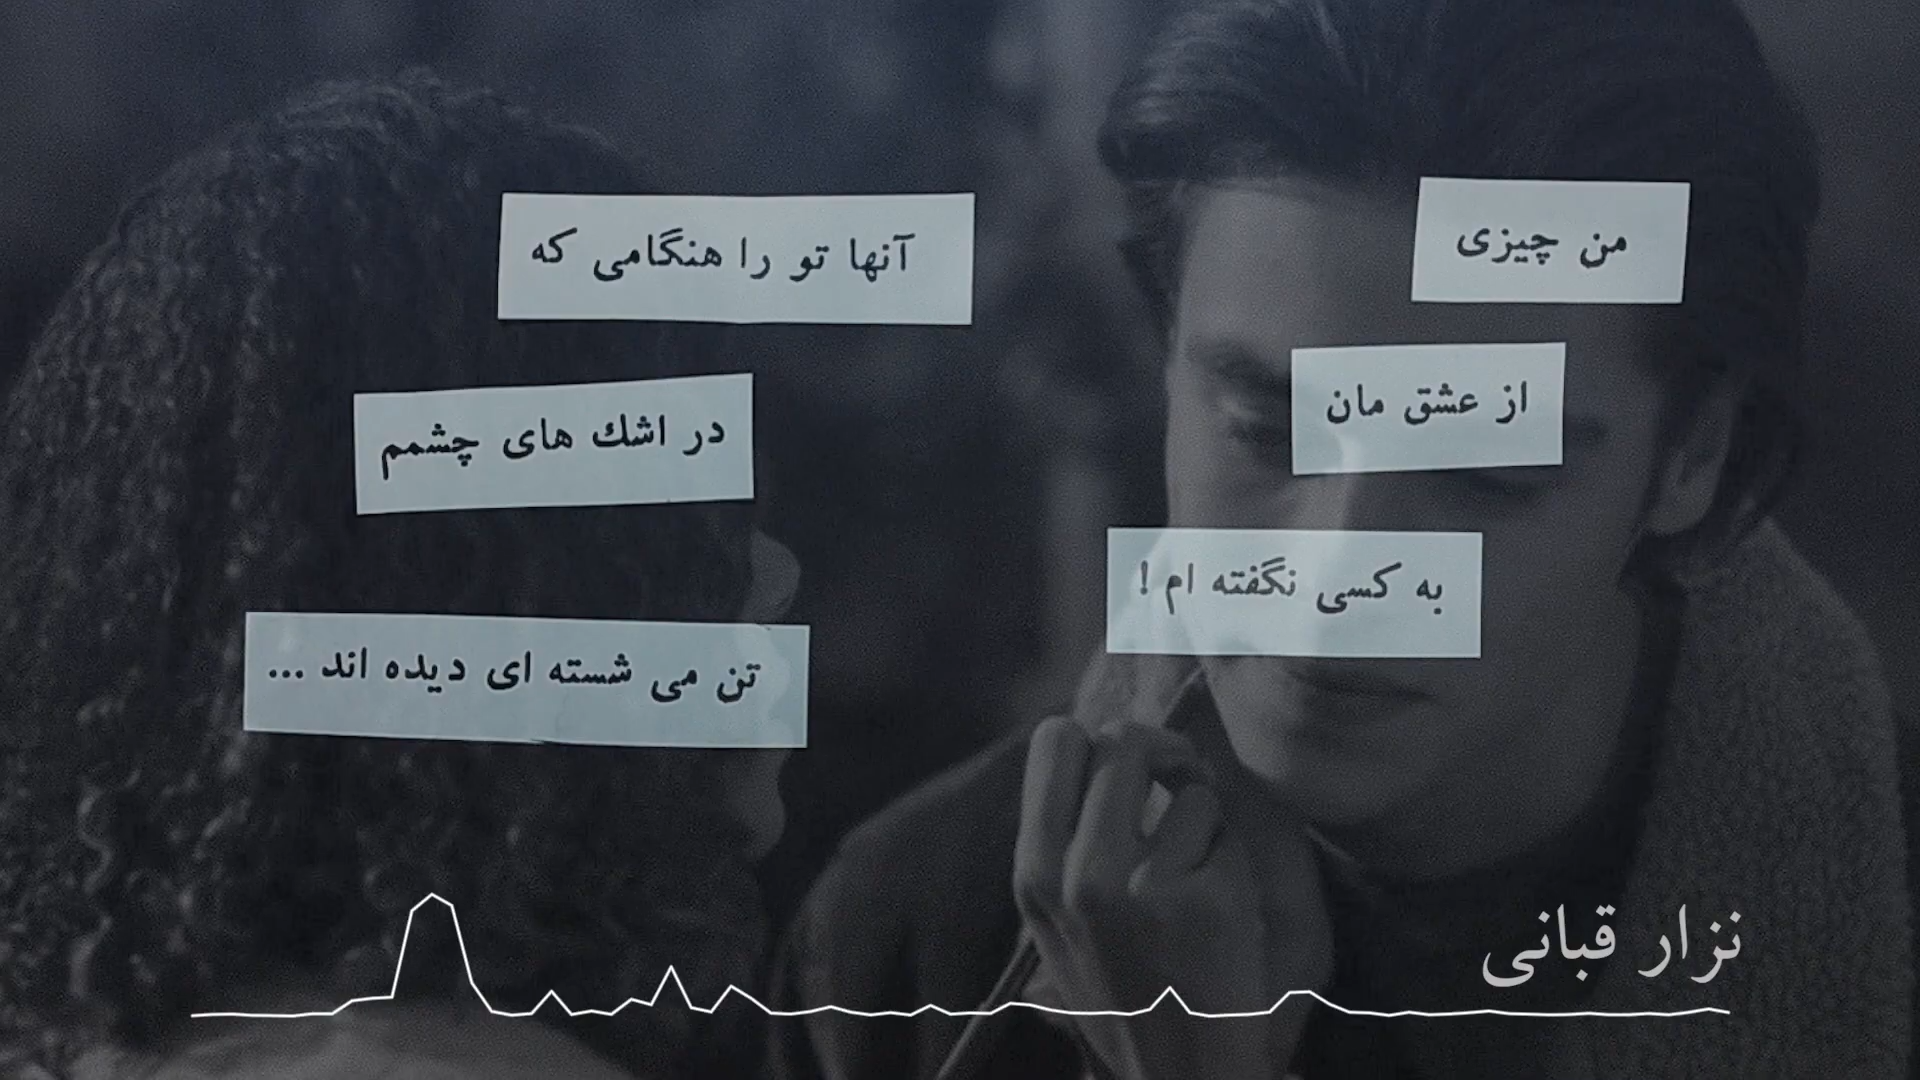 من چیزی
از عشق مان
به کسی نگفته ام !
آنها تو را هنگامی که
در اشك های چشمم
تن می شسته ای دیده اند ...
نزار قبانی